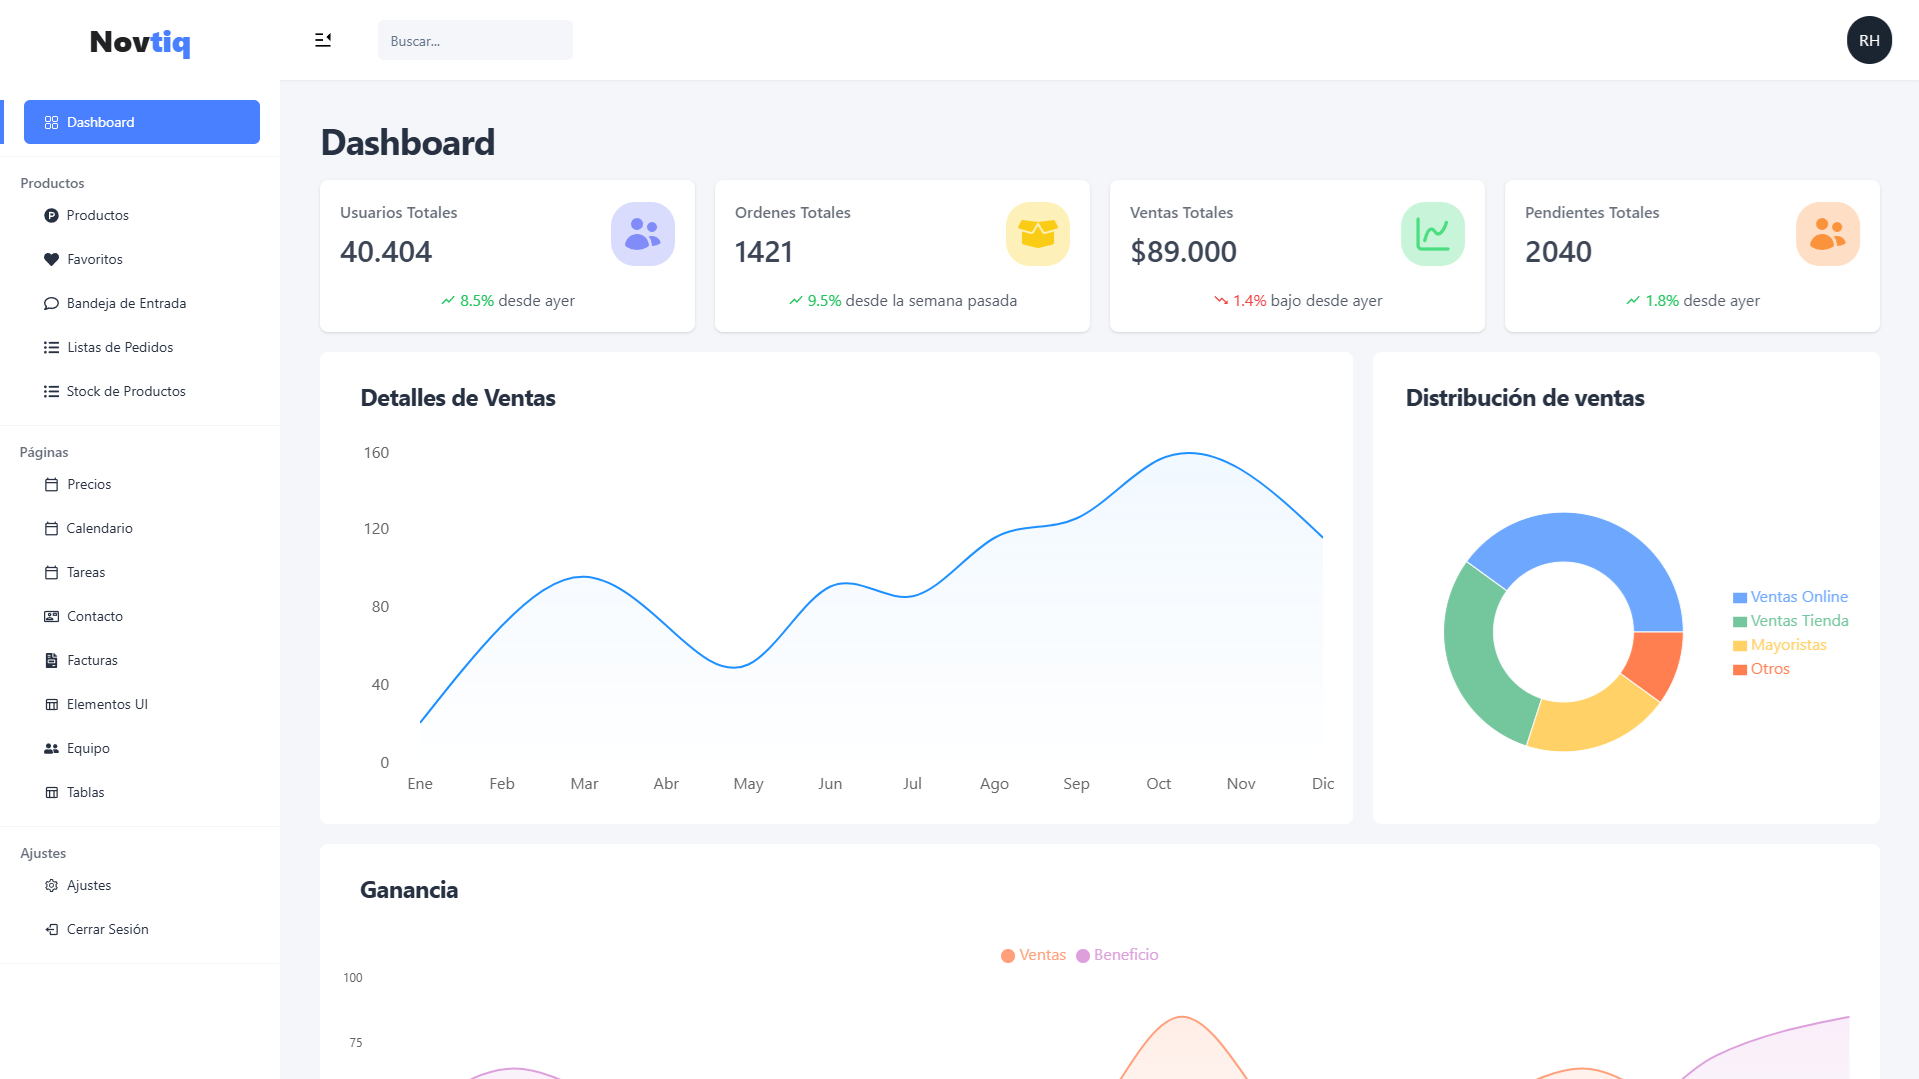 Novtiq
Buscar...
RH
Dashboard
Productos
Productos
Favoritos
Bandeja de Entrada
Listas de Pedidos
Stock de Productos
Páginas
Precios
Calendario
Tareas
Contacto
Facturas
Elementos UI
Equipo
Tablas
Ajustes
Ajustes
Cerrar Sesión
Dashboard
Usuarios Totales
40.404
8.5% desde ayer
Ordenes Totales
1421
9.5% desde la semana pasada
Ventas Totales
$89.000
1.4% bajo desde ayer
Pendientes Totales
2040
1.8% desde ayer
Detalles de Ventas
160
120
80
40
0
Ene Feb Mar Abr May Jun Jul Ago Sep Oct Nov Dic
Distribución de ventas
Ventas Online
Ventas Tienda
Mayoristas
Otros
Ganancia
Ventas Beneficio
100
75